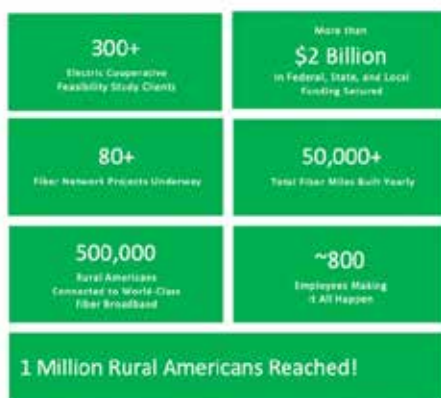 300+
Electric Cooperative
Feasibility Study Clients
More than
$2 Billion
in Federal, State, and Local
Funding Secured
80+
Fiber Network Projects Underway
50,000+
Total Fiber Miles Built Yearly
500,000
Rural Americans
Connected to World-Class
Fiber Broadband
~800
Employees Making
it All Happen
1 Million Rural Americans Reached!